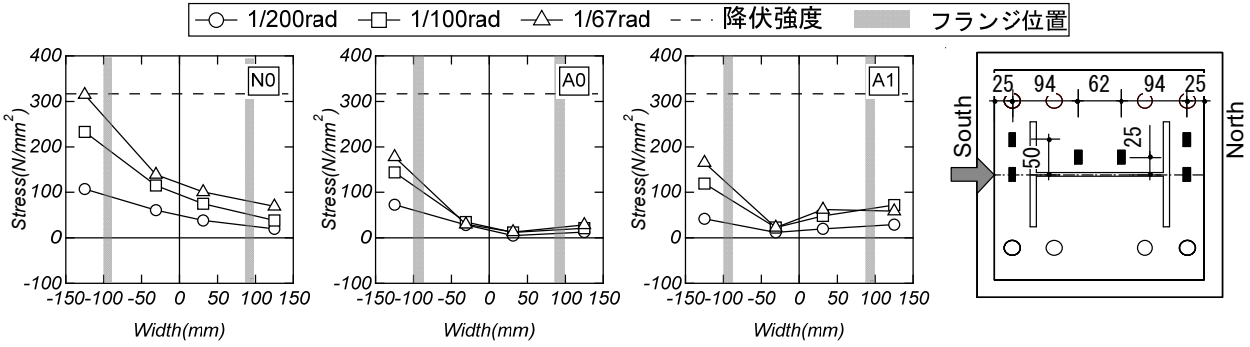 1/200rad 1/100rad 1/67rad 降伏強度 フランジ位置
400
300
200
100
0
-100
Stress(N/mm²)
N0
-150 -100 -50 0 50 100 150
Width(mm)
400
300
200
100
0
-100
Stress(N/mm²)
A0
-150 -100 -50 0 50 100 150
Width(mm)
400
300
200
100
0
-100
Stress(N/mm²)
A1
-150 -100 -50 0 50 100 150
Width(mm)
25 94 62 94 25
South
50
25
North